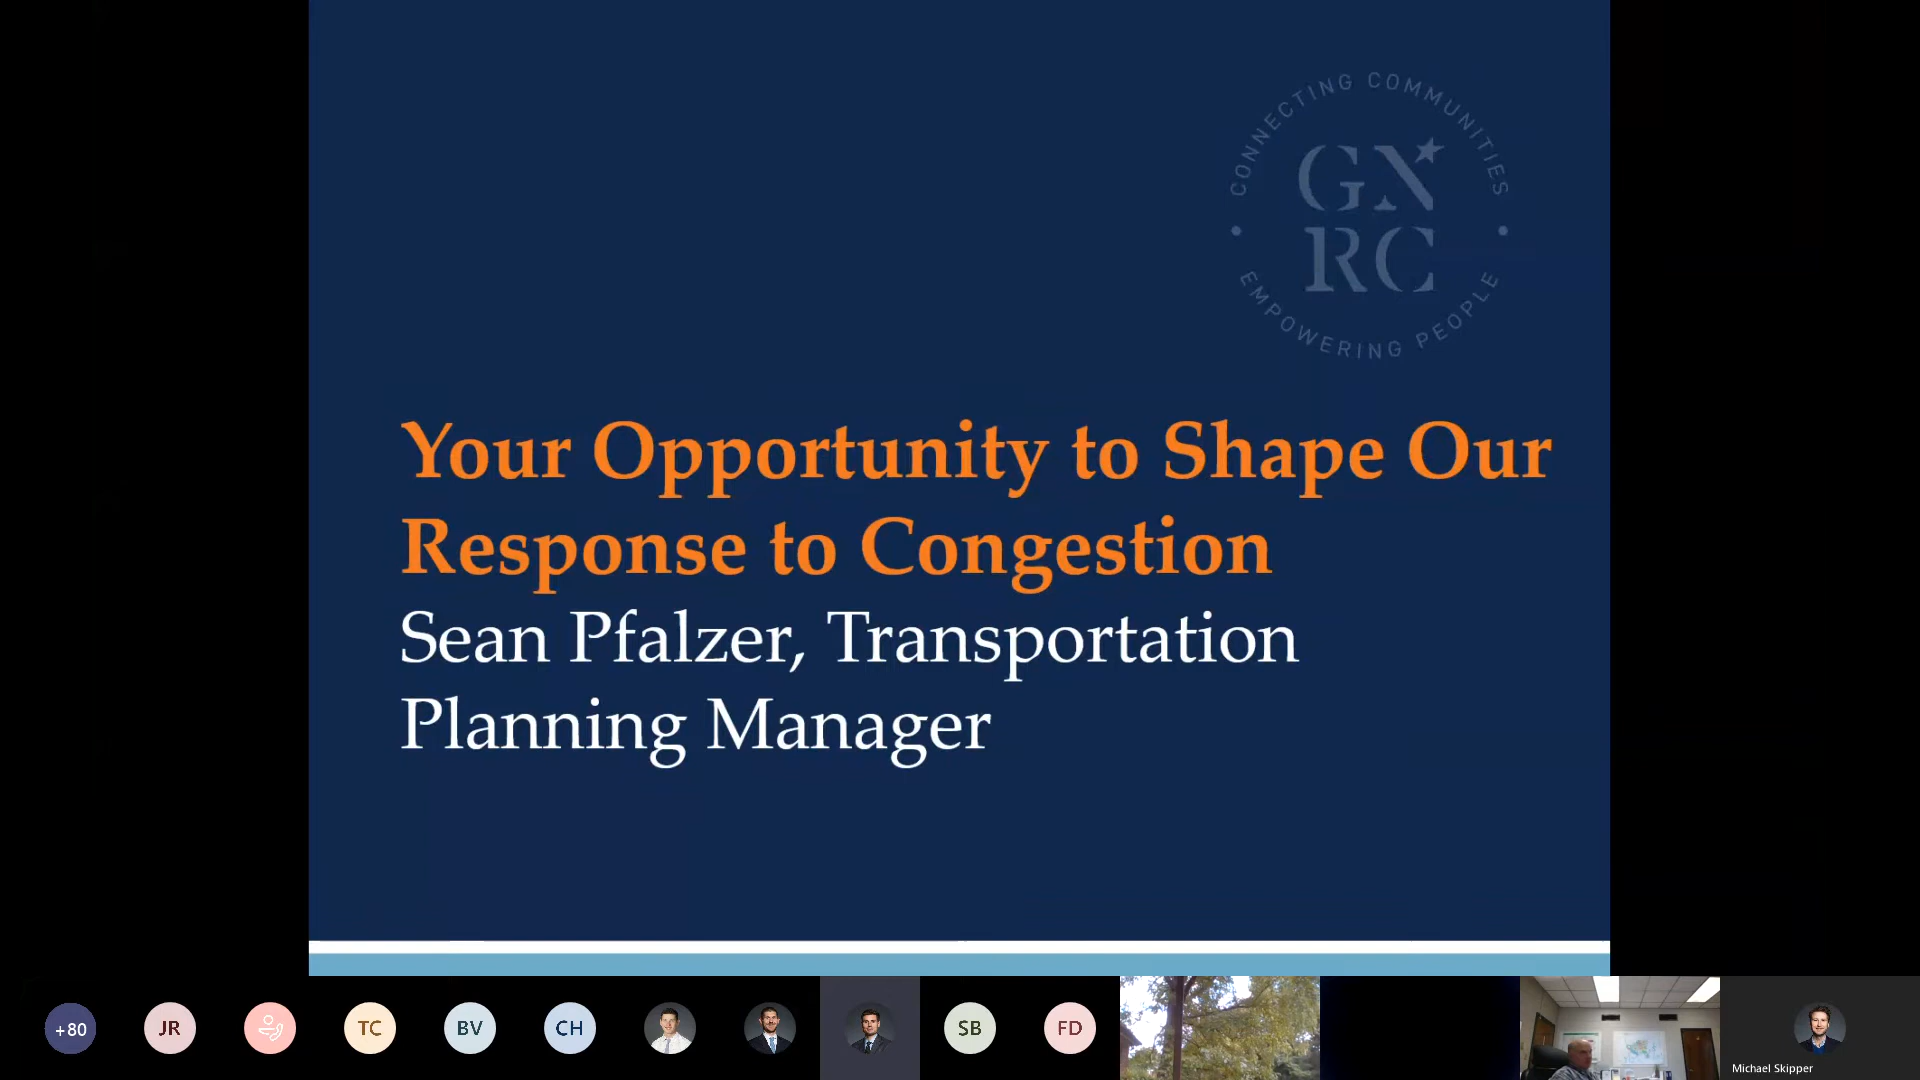 CONNECTING COMMUNITIES
GN
RC
EMPOWERING PEOPLE
Your Opportunity to Shape Our
Response to Congestion
Sean Pfalzer, Transportation
Planning Manager
+80
JR
TC
BV
CH
SB
FD
Michael Skipper